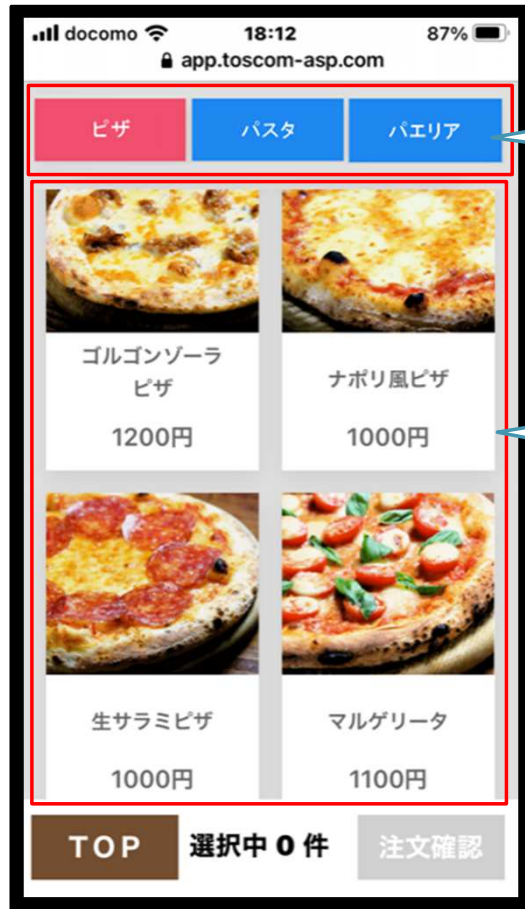 docomo 18:12 87%
app.toscom-asp.com
ピザ パスタ パエリア
ゴルゴンゾーラ
ピザ
1200円
ナポリ風ピザ
1000円
生サラミピザ
1000円
マルゲリータ
1100円
TOP 選択中 0 件 注文確認